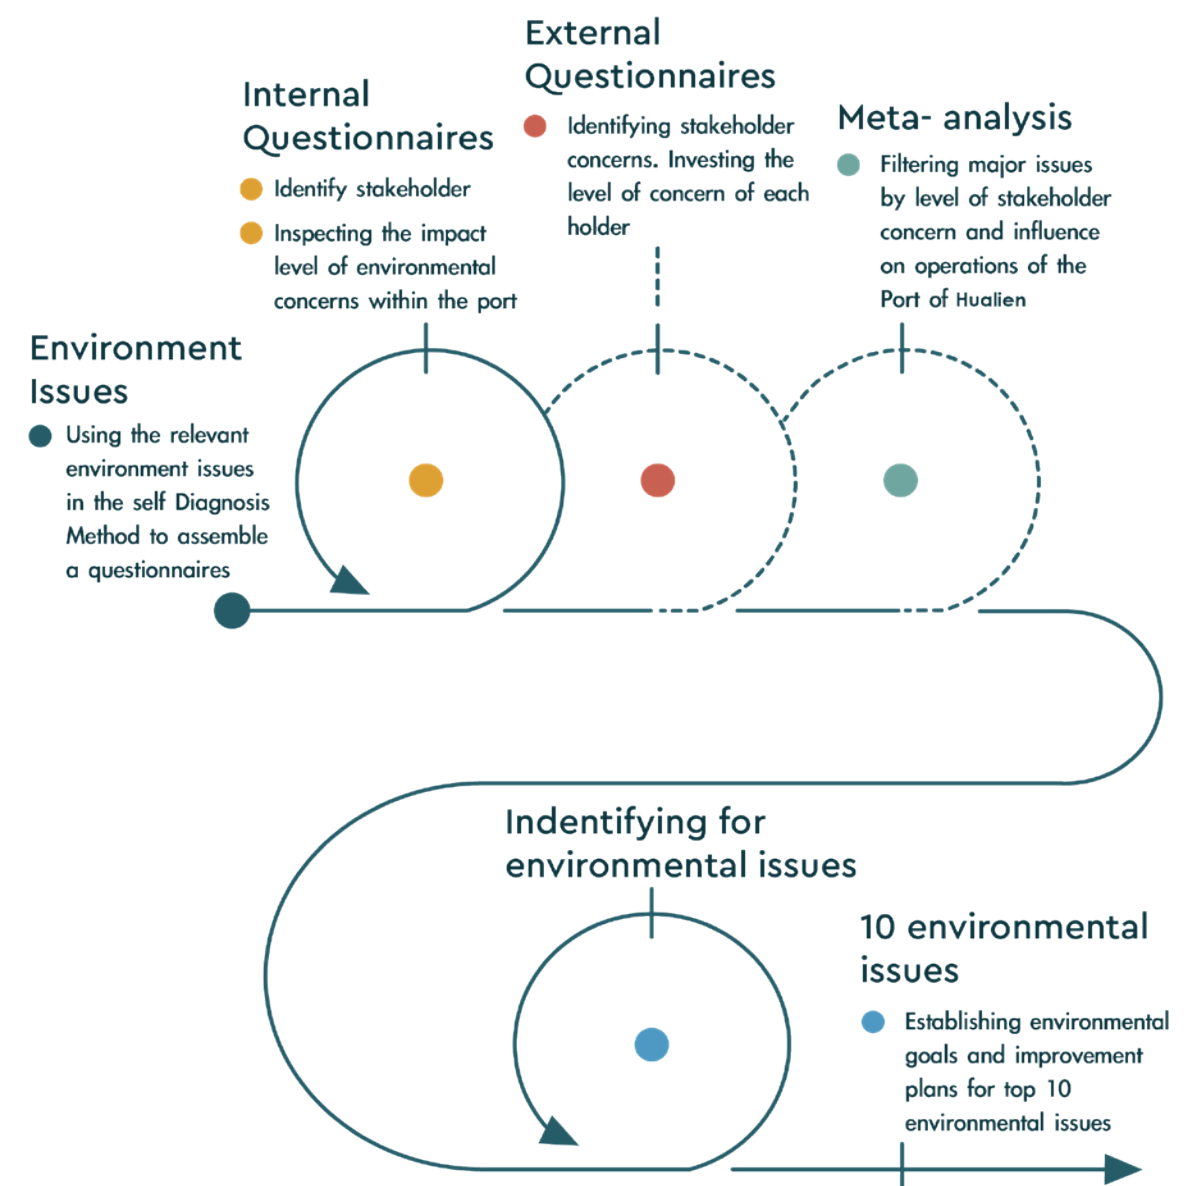 Environment
Issues
Using the relevant
environment issues
in the self Diagnosis
Method to assemble
a questionnaires
Internal
Questionnaires
Identify stakeholder
Inspecting the impact
level of environmental
concerns within the port
External
Questionnaires
Identifying stakeholder
concerns. Investing the
level of concern of each
holder
Meta- analysis
Filtering major issues
by level of stakeholder
concern and influence
on operations of the
Port of Hualien
Indentifying for
environmental issues
10 environmental
issues
Establishing environmental
goals and improvement
plans for top 10
environmental issues